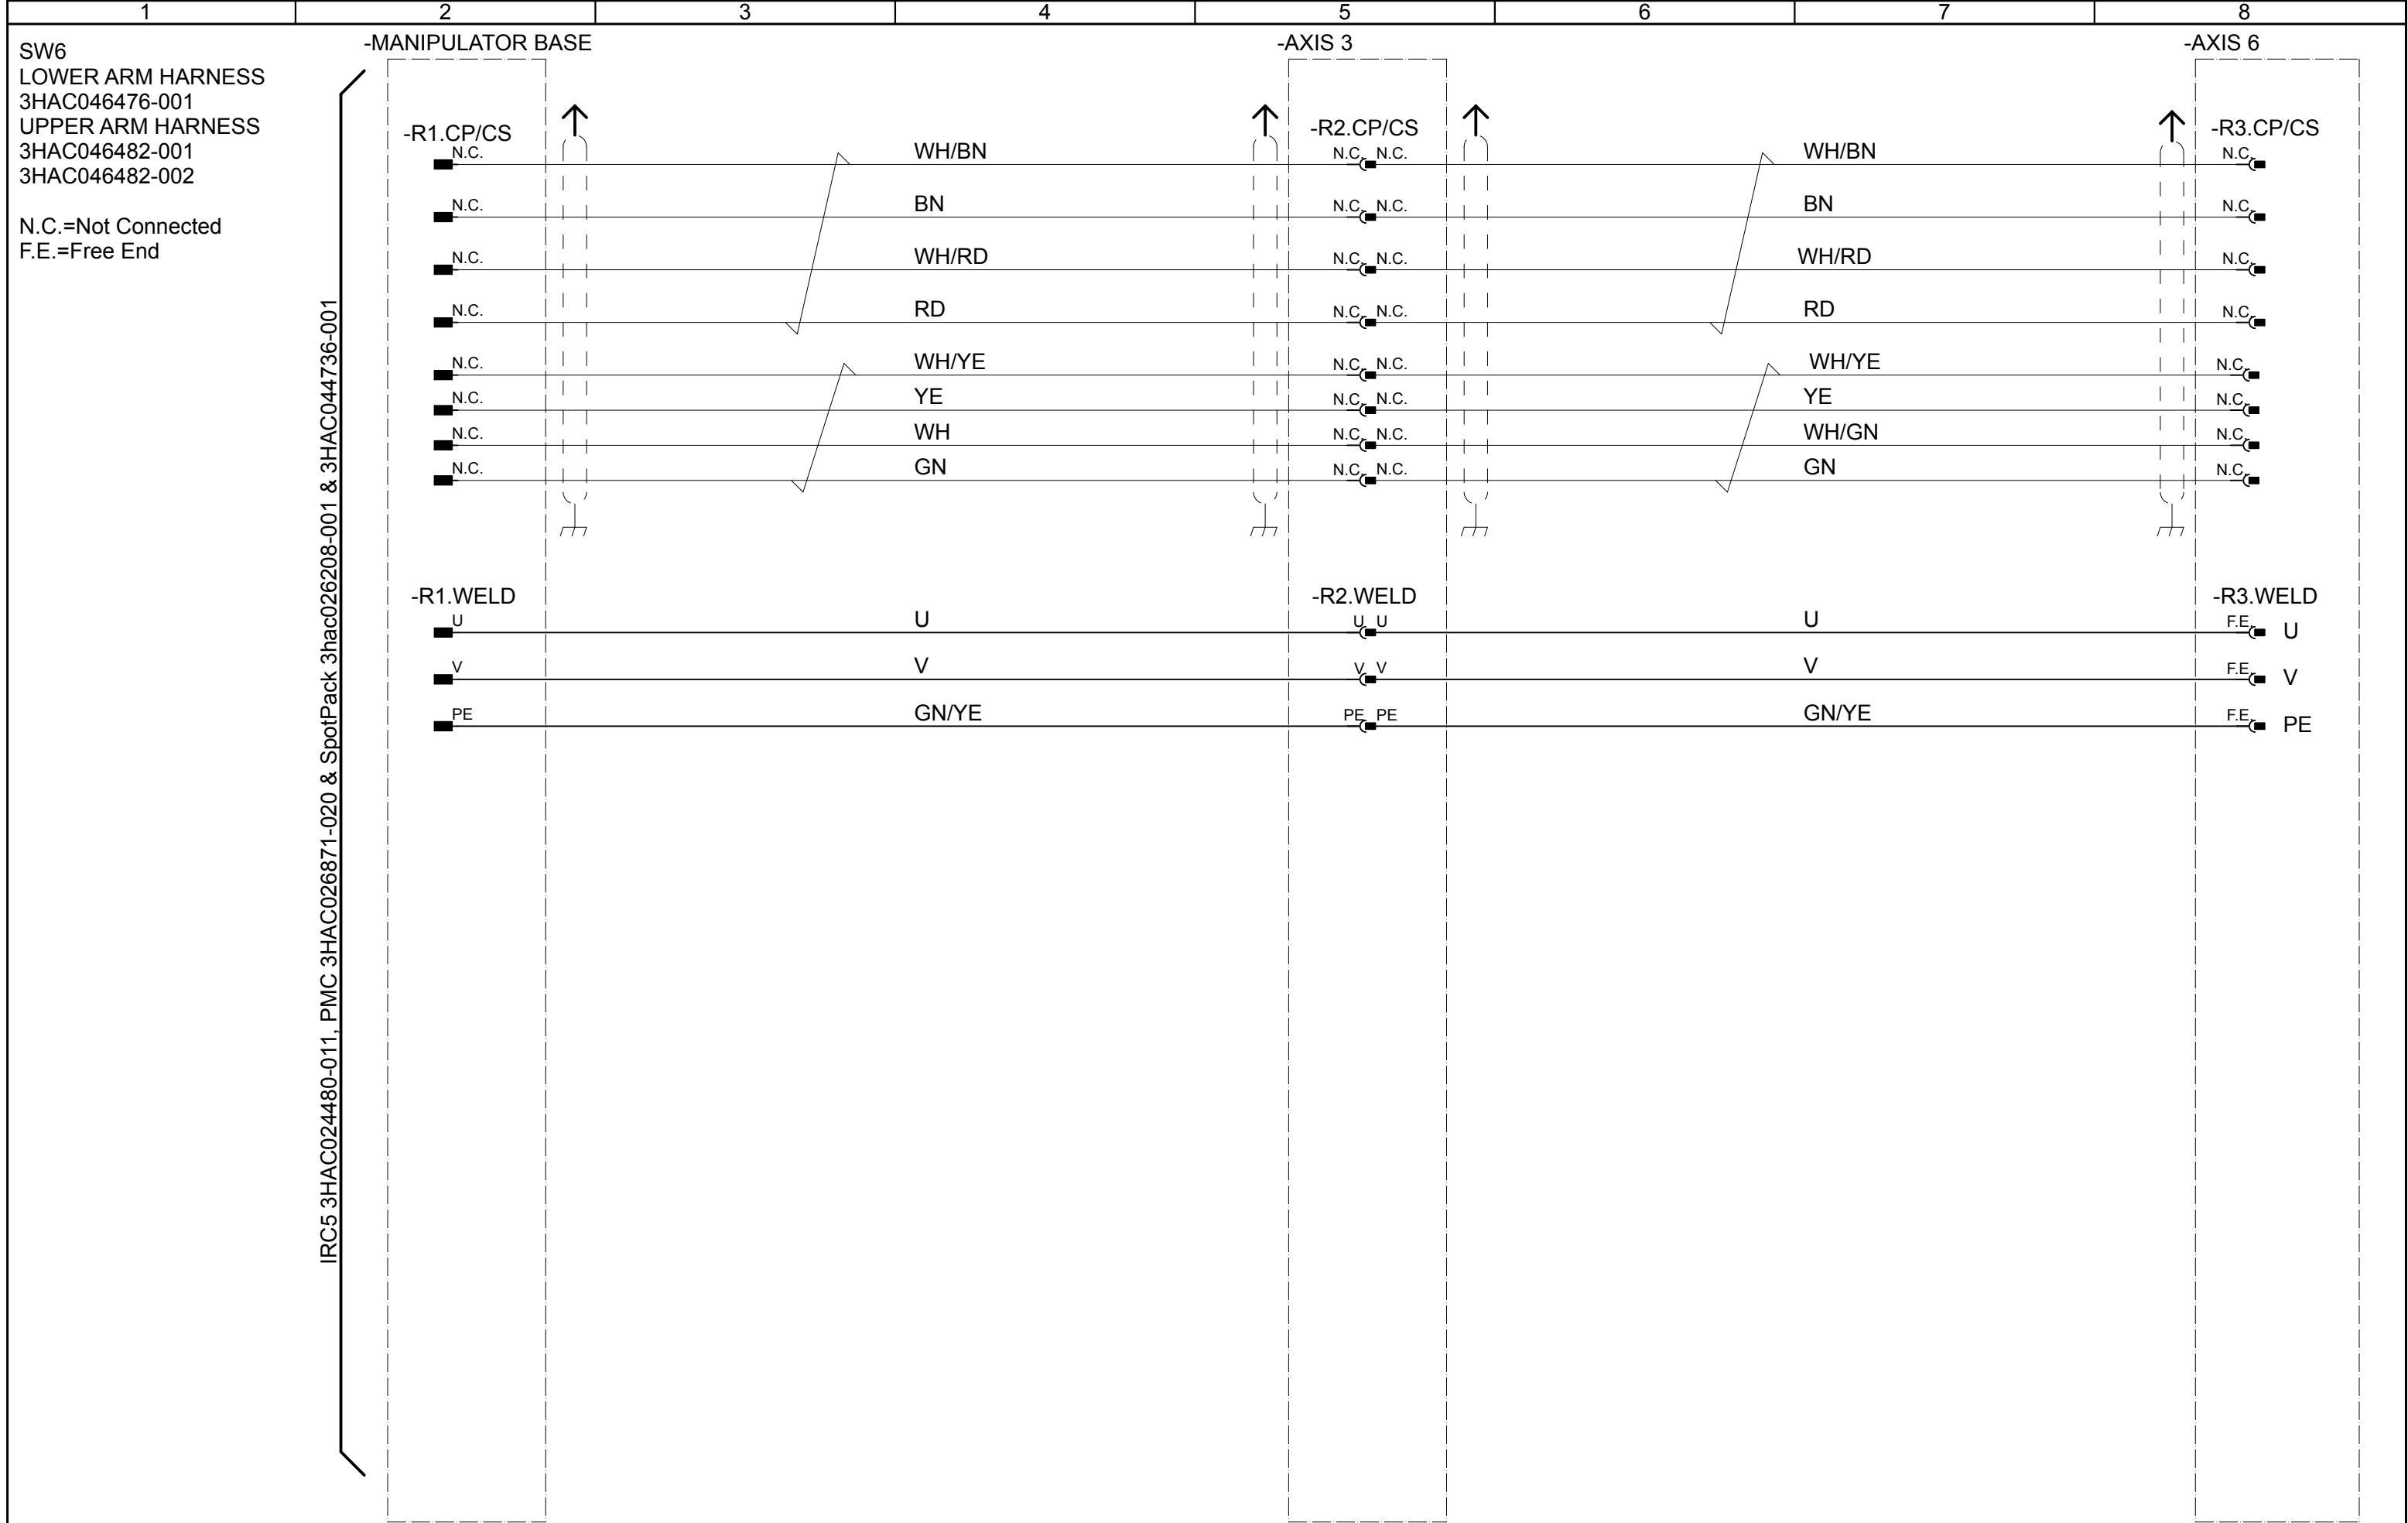 1 2 3 4 5 6 7 8
SW6
LOWER ARM HARNESS
3HAC046476-001
UPPER ARM HARNESS
3HAC046482-001
3HAC046482-002
N.C.=Not Connected
F.E.=Free End
IRC5 3HAC024480-011, PMC 3HAC026871-020 & SpotPack 3hac026208-001 & 3HAC044736-001
-MANIPULATOR BASE -AXIS 3 -AXIS 6
-R1.CP/CS -R2.CP/CS -R3.CP/CS
N.C. WH/BN N.C. N.C. WH/BN N.C.
N.C. BN N.C. N.C. BN N.C.
N.C. WH/RD N.C. N.C. WH/RD N.C.
N.C. RD N.C. N.C. RD N.C.
N.C. WH/YE N.C. N.C. WH/YE N.C.
N.C. YE N.C. N.C. YE N.C.
N.C. WH N.C. N.C. WH/GN N.C.
N.C. GN N.C. N.C. GN N.C.
-R1.WELD -R2.WELD -R3.WELD
U U U U U F.E. U
V V V V V F.E. V
PE GN/YE PE PE GN/YE F.E. PE